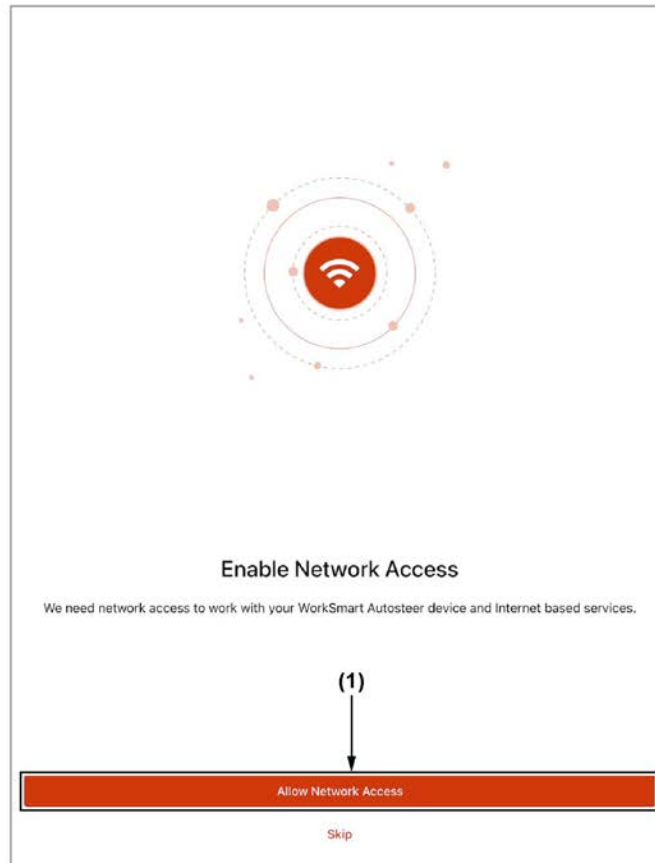 Enable Network Access
We need network access to work with your WorkSmart Autosteer device and Internet based services.
(1)
Allow Network Access
Skip